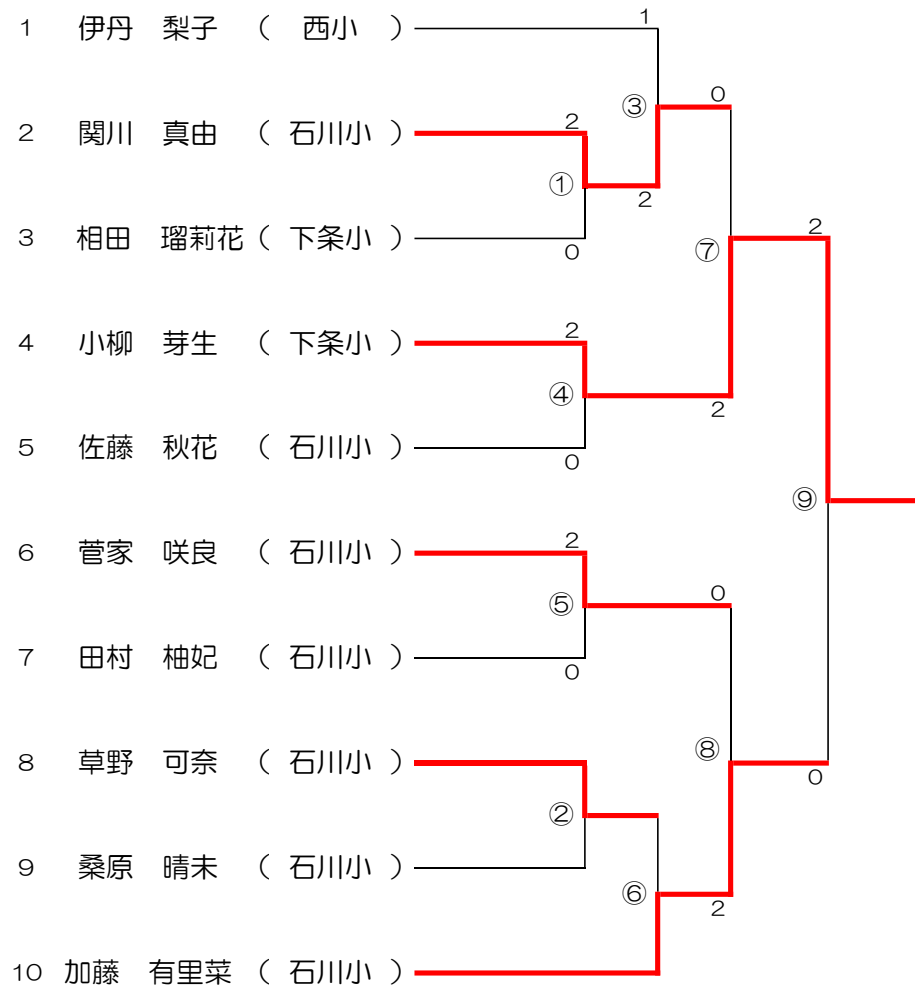 1
1 伊丹 梨子 ( 西小 )
③ 0
2 関川 真由 ( 石川小 ) 2
① 2
3 相田 瑠莉花 ( 下条小 ) 0 ⑦ 2
4 小柳 芽生 ( 下条小 ) 2
④ 2
5 佐藤 秋花 ( 石川小 ) 0
⑨
6 菅家 咲良 ( 石川小 ) 2
⑤ 0
7 田村 柚妃 ( 石川小 ) 0
⑧
8 草野 可奈 ( 石川小 ) 0
②
9 桑原 晴未 ( 石川小 )
⑥ 2
10 加藤 有里菜 ( 石川小 )